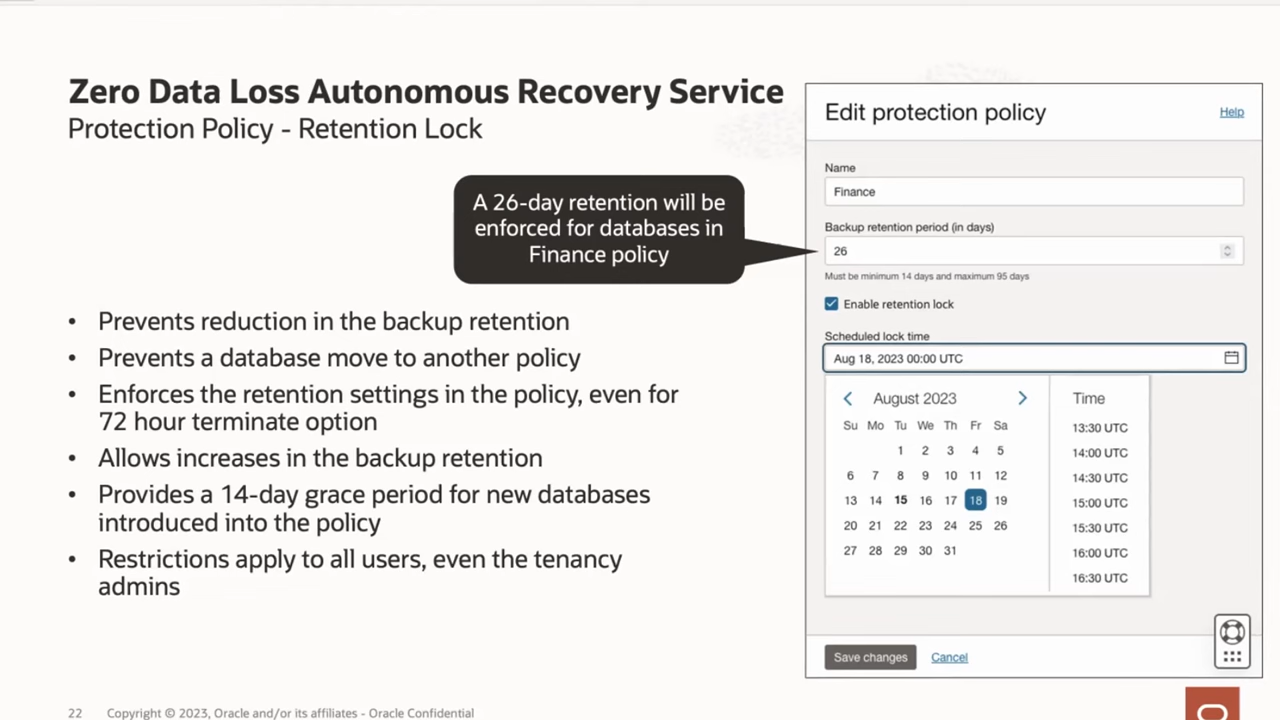 Zero Data Loss Autonomous Recovery Service
Protection Policy - Retention Lock
A 26-day retention will be
enforced for databases in
Finance policy
• Prevents reduction in the backup retention
• Prevents a database move to another policy
• Enforces the retention settings in the policy, even for
72 hour terminate option
• Allows increases in the backup retention
• Provides a 14-day grace period for new databases
introduced into the policy
• Restrictions apply to all users, even the tenancy
admins
Edit protection policy
Help
Name
Finance
Backup retention period (in days)
26
Must be minimum 14 days and maximum 95 days
Enable retention lock
Scheduled lock time
Aug 18, 2023 00:00 UTC
August 2023
Su Mo Tu We Th Fr Sa
1 2 3 4 5
6 7 8 9 10 11 12
13 14 15 16 17 18 19
20 21 22 23 24 25 26
27 28 29 30 31
Time
13:30 UTC
14:00 UTC
14:30 UTC
15:00 UTC
15:30 UTC
16:00 UTC
16:30 UTC
Save changes
Cancel
22 Copyright © 2023, Oracle and/or its affiliates - Oracle Confidential